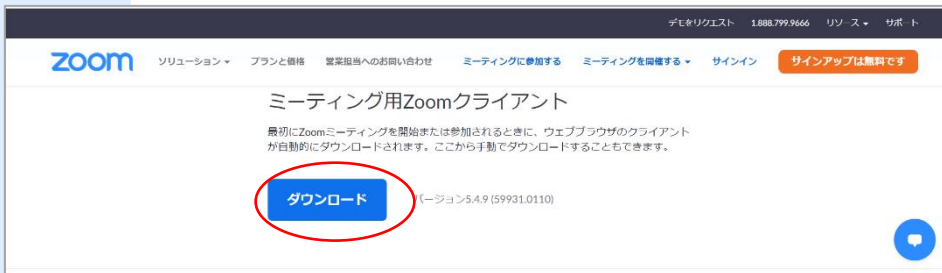 デモをリクエスト 1.888.799.9666 リソース サポート
zoom ソリューション プランと価格 営業担当へのお問い合わせ ミーティングに参加する ミーティングを開催する サインイン サインアップは無料です
ミーティング用Zoomクライアント
最初にZoomミーティングを開始または参加されるときに、ウェブブラウザのクライアント
が自動的にダウンロードされます。ここから手動でダウンロードすることもできます。
ダウンロード バージョン5.4.9 (59931.0110)